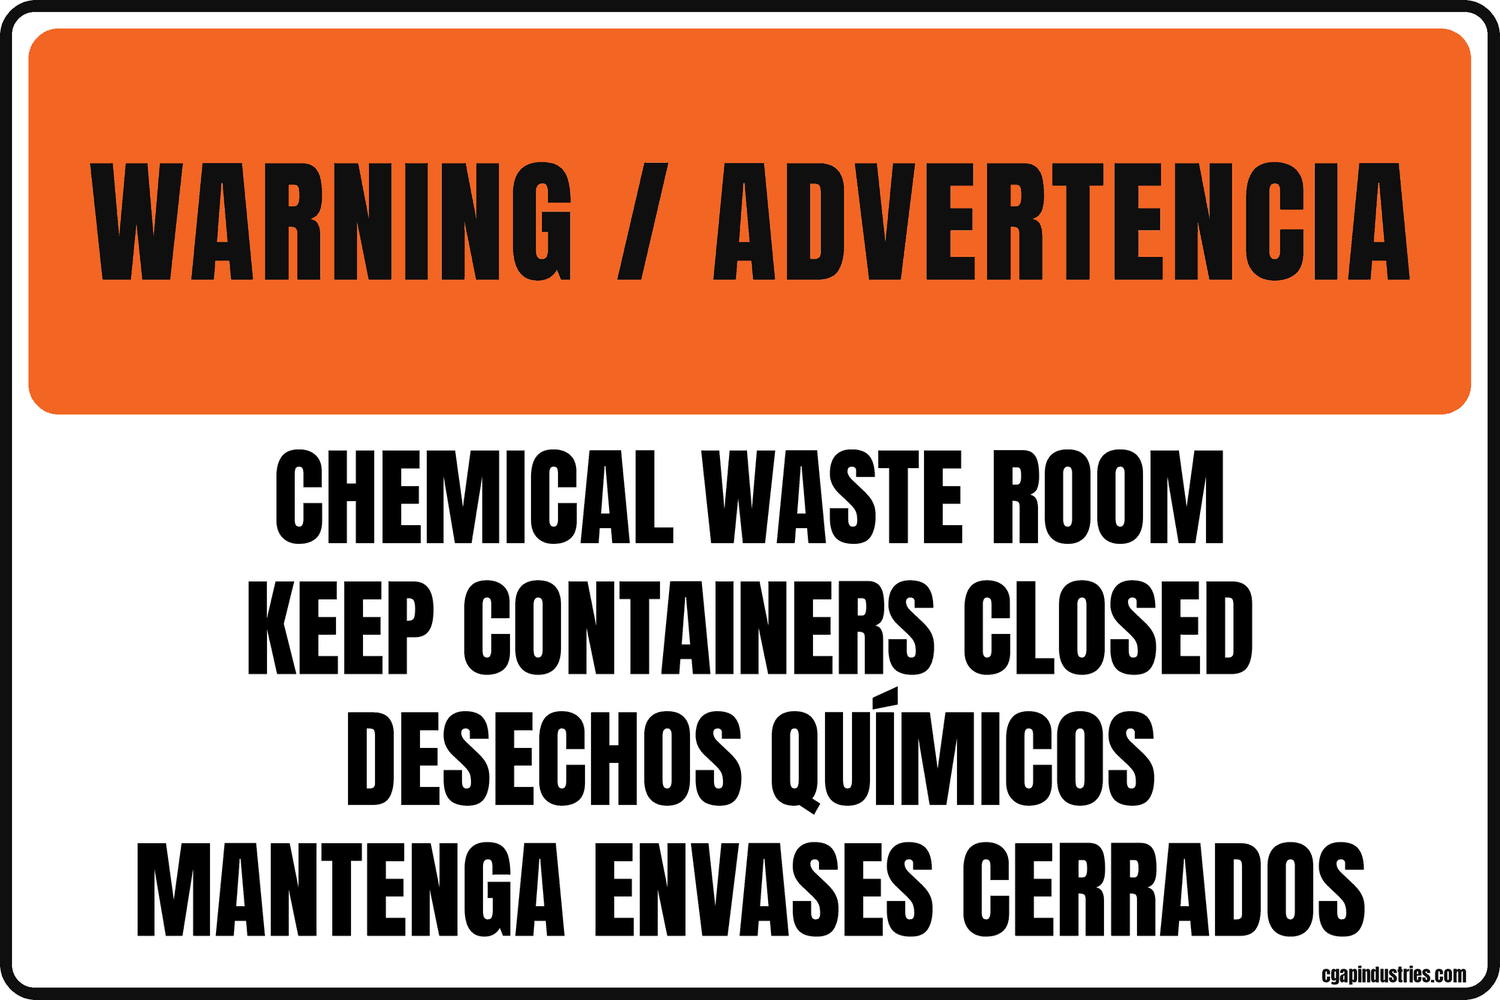 WARNING / ADVERTENCIA
CHEMICAL WASTE ROOM
KEEP CONTAINERS CLOSED
DESECHOS QUÍMICOS
MANTENGA ENVASES CERRADOS
cgapindustries.com